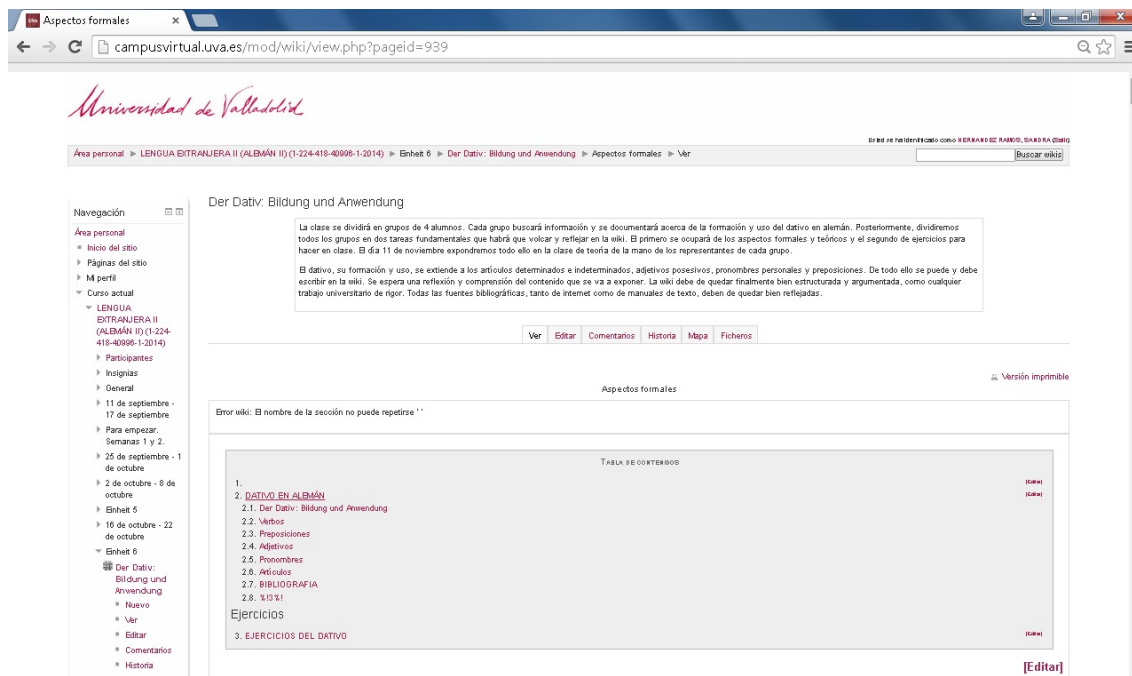 Aspectos formales
campusvirtual.uva.es/mod/wiki/view.php?pageid=939
Universidad de Valladolid
Usted se ha identificado como HERNANDEZ RAMOS, SANDRA (Salir)
Área personal ► LENGUA EXTRANJERA II (ALEMÁN II) (1-224-418-40996-1-2014) ► Einheit 6 ► Der Dativ: Bildung und Anwendung ► Aspectos formales ► Ver
Buscar wikis
Navegación
Área personal
Inicio del sitio
Páginas del sitio
Mi perfil
Curso actual
LENGUA
EXTRANJERA II
(ALEMÁN II) (1-224-
418-40996-1-2014)
Participantes
Insignias
General
11 de septiembre -
17 de septiembre
Para empezar.
Semanas 1 y 2.
25 de septiembre - 1
de octubre
2 de octubre - 8 de
octubre
Einheit 5
16 de octubre - 22
de octubre
Einheit 6
Der Dativ:
Bildung und
Anwendung
Nuevo
Ver
Editar
Comentarios
Historia
Der Dativ: Bildung und Anwendung
La clase se dividirá en grupos de 4 alumnos. Cada grupo buscará información y se documentará acerca de la formación y uso del dativo en alemán. Posteriormente, dividiremos
todos los grupos en dos tareas fundamentales que habrá que volcar y reflejar en la wiki. El primero se ocupará de los aspectos formales y teóricos y el segundo de ejercicios para
hacer en clase. El día 11 de noviembre expondremos todo ello en la clase de teoría de la mano de los representantes de cada grupo.
El dativo, su formación y uso, se extiende a los artículos determinados e indeterminados, adjetivos posesivos, pronombres personales y preposiciones. De todo ello se puede y debe
escribir en la wiki. Se espera una reflexión y comprensión del contenido que se va a exponer. La wiki debe de quedar finalmente bien estructurada y argumentada, como cualquier
trabajo universitario de rigor. Todas las fuentes bibliográficas, tanto de internet como de manuales de texto, deben de quedar bien reflejadas.
Ver Editar Comentarios Historia Mapa Ficheros
Versión imprimible
Aspectos formales
Error wiki: El nombre de la sección no puede repetirse ' '
TABLA DE CONTENIDOS
1. [Editar]
2. DATIVO EN ALEMÁN [Editar]
2.1. Der Dativ: Bildung und Anwendung
2.2. Verbos
2.3. Preposiciones
2.4. Adjetivos
2.5. Pronombres
2.6. Artículos
2.7. BIBLIOGRAFIA
2.8. %!3%!
Ejercicios
3. EJERCICIOS DEL DATIVO [Editar]
[Editar]